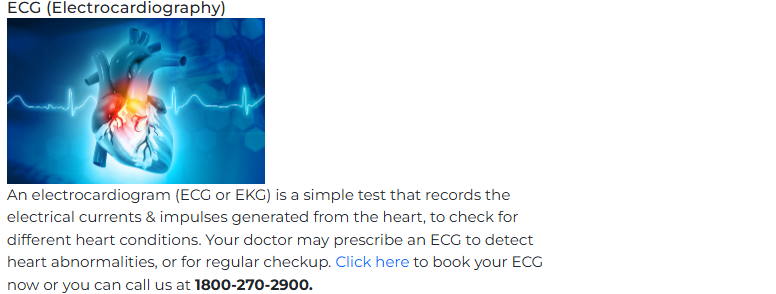 ECG (Electrocardiography)
An electrocardiogram (ECG or EKG) is a simple test that records the
electrical currents & impulses generated from the heart, to check for
different heart conditions. Your doctor may prescribe an ECG to detect
heart abnormalities, or for regular checkup. Click here to book your ECG
now or you can call us at 1800-270-2900.